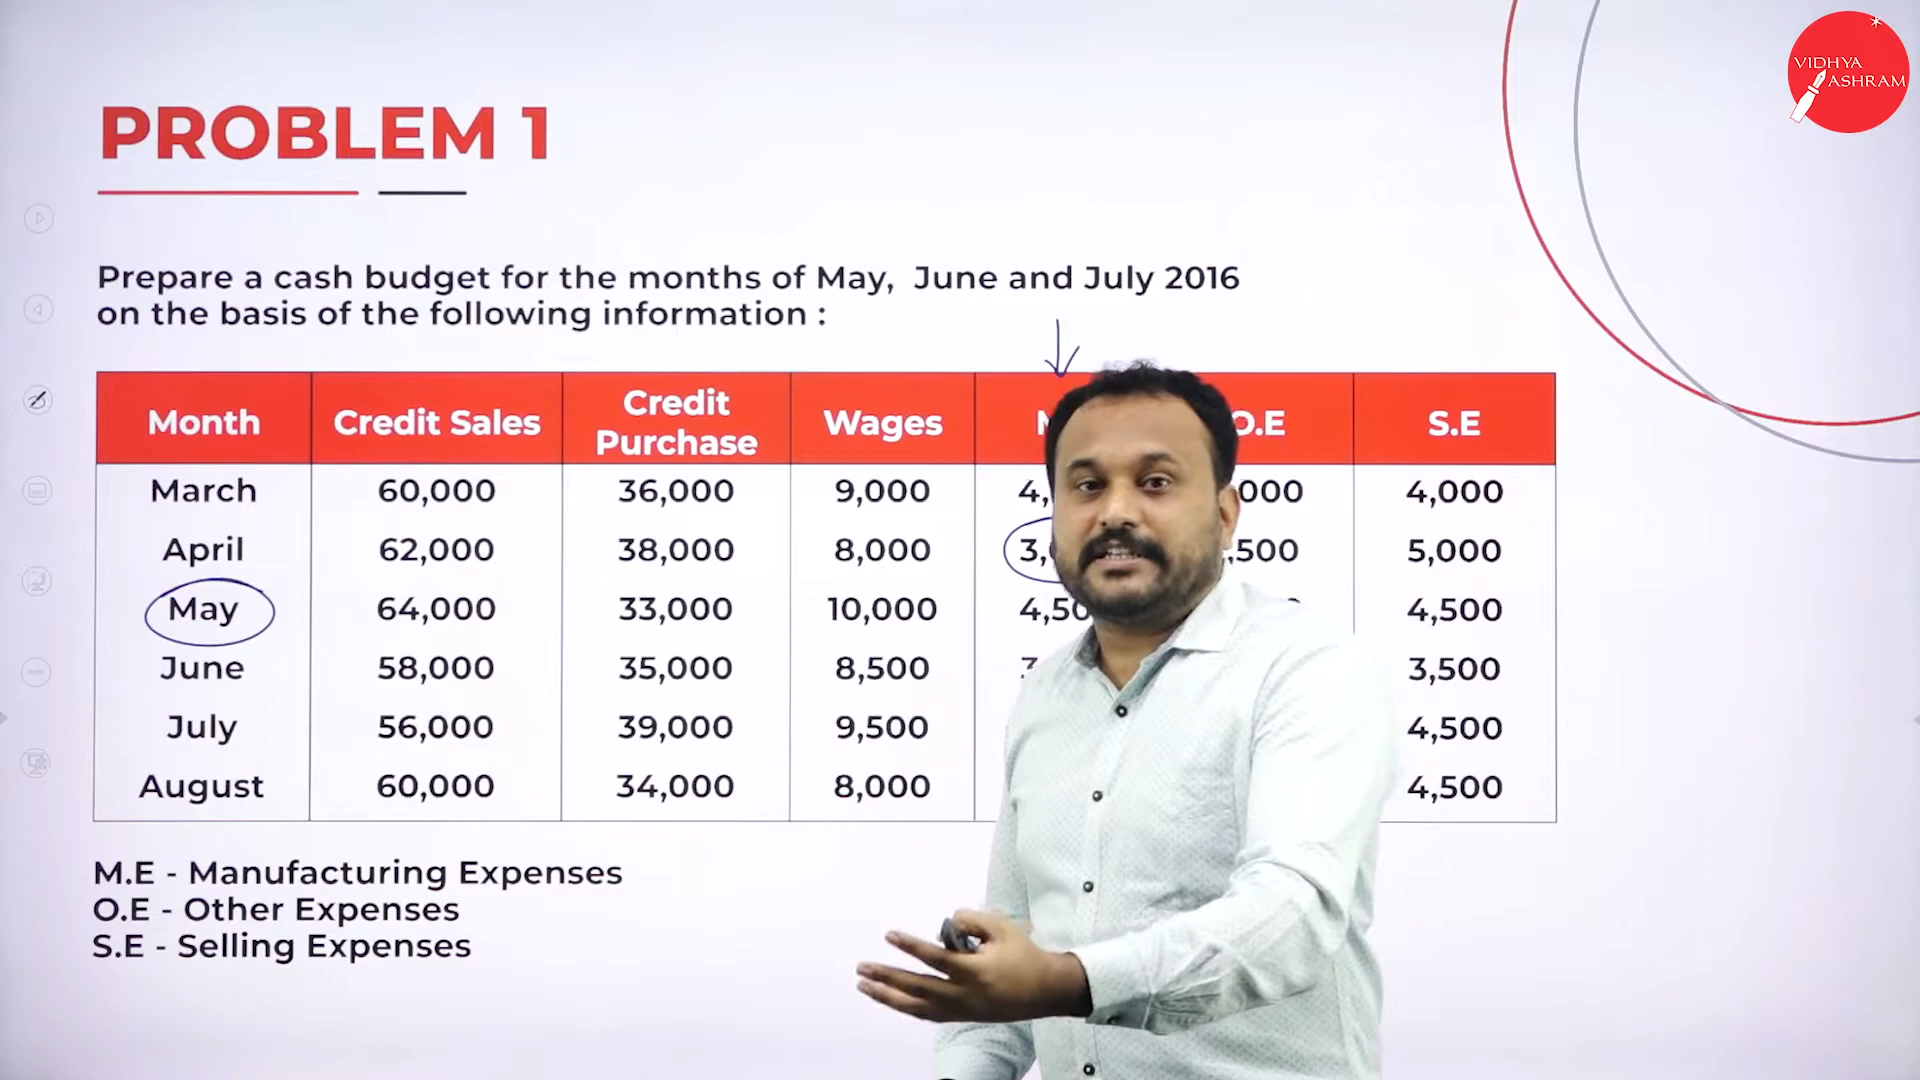 VIDHYA
ASHRAM
PROBLEM 1
Prepare a cash budget for the months of May, June and July 2016
on the basis of the following information :
Month Credit Sales Credit Purchase Wages O.E S.E
March 60,000 36,000 9,000 4,000
April 62,000 38,000 8,000 5,000
May 64,000 33,000 10,000 4,500
June 58,000 35,000 8,500 3,500
July 56,000 39,000 9,500 4,500
August 60,000 34,000 8,000 4,500
M.E - Manufacturing Expenses
O.E - Other Expenses
S.E - Selling Expenses